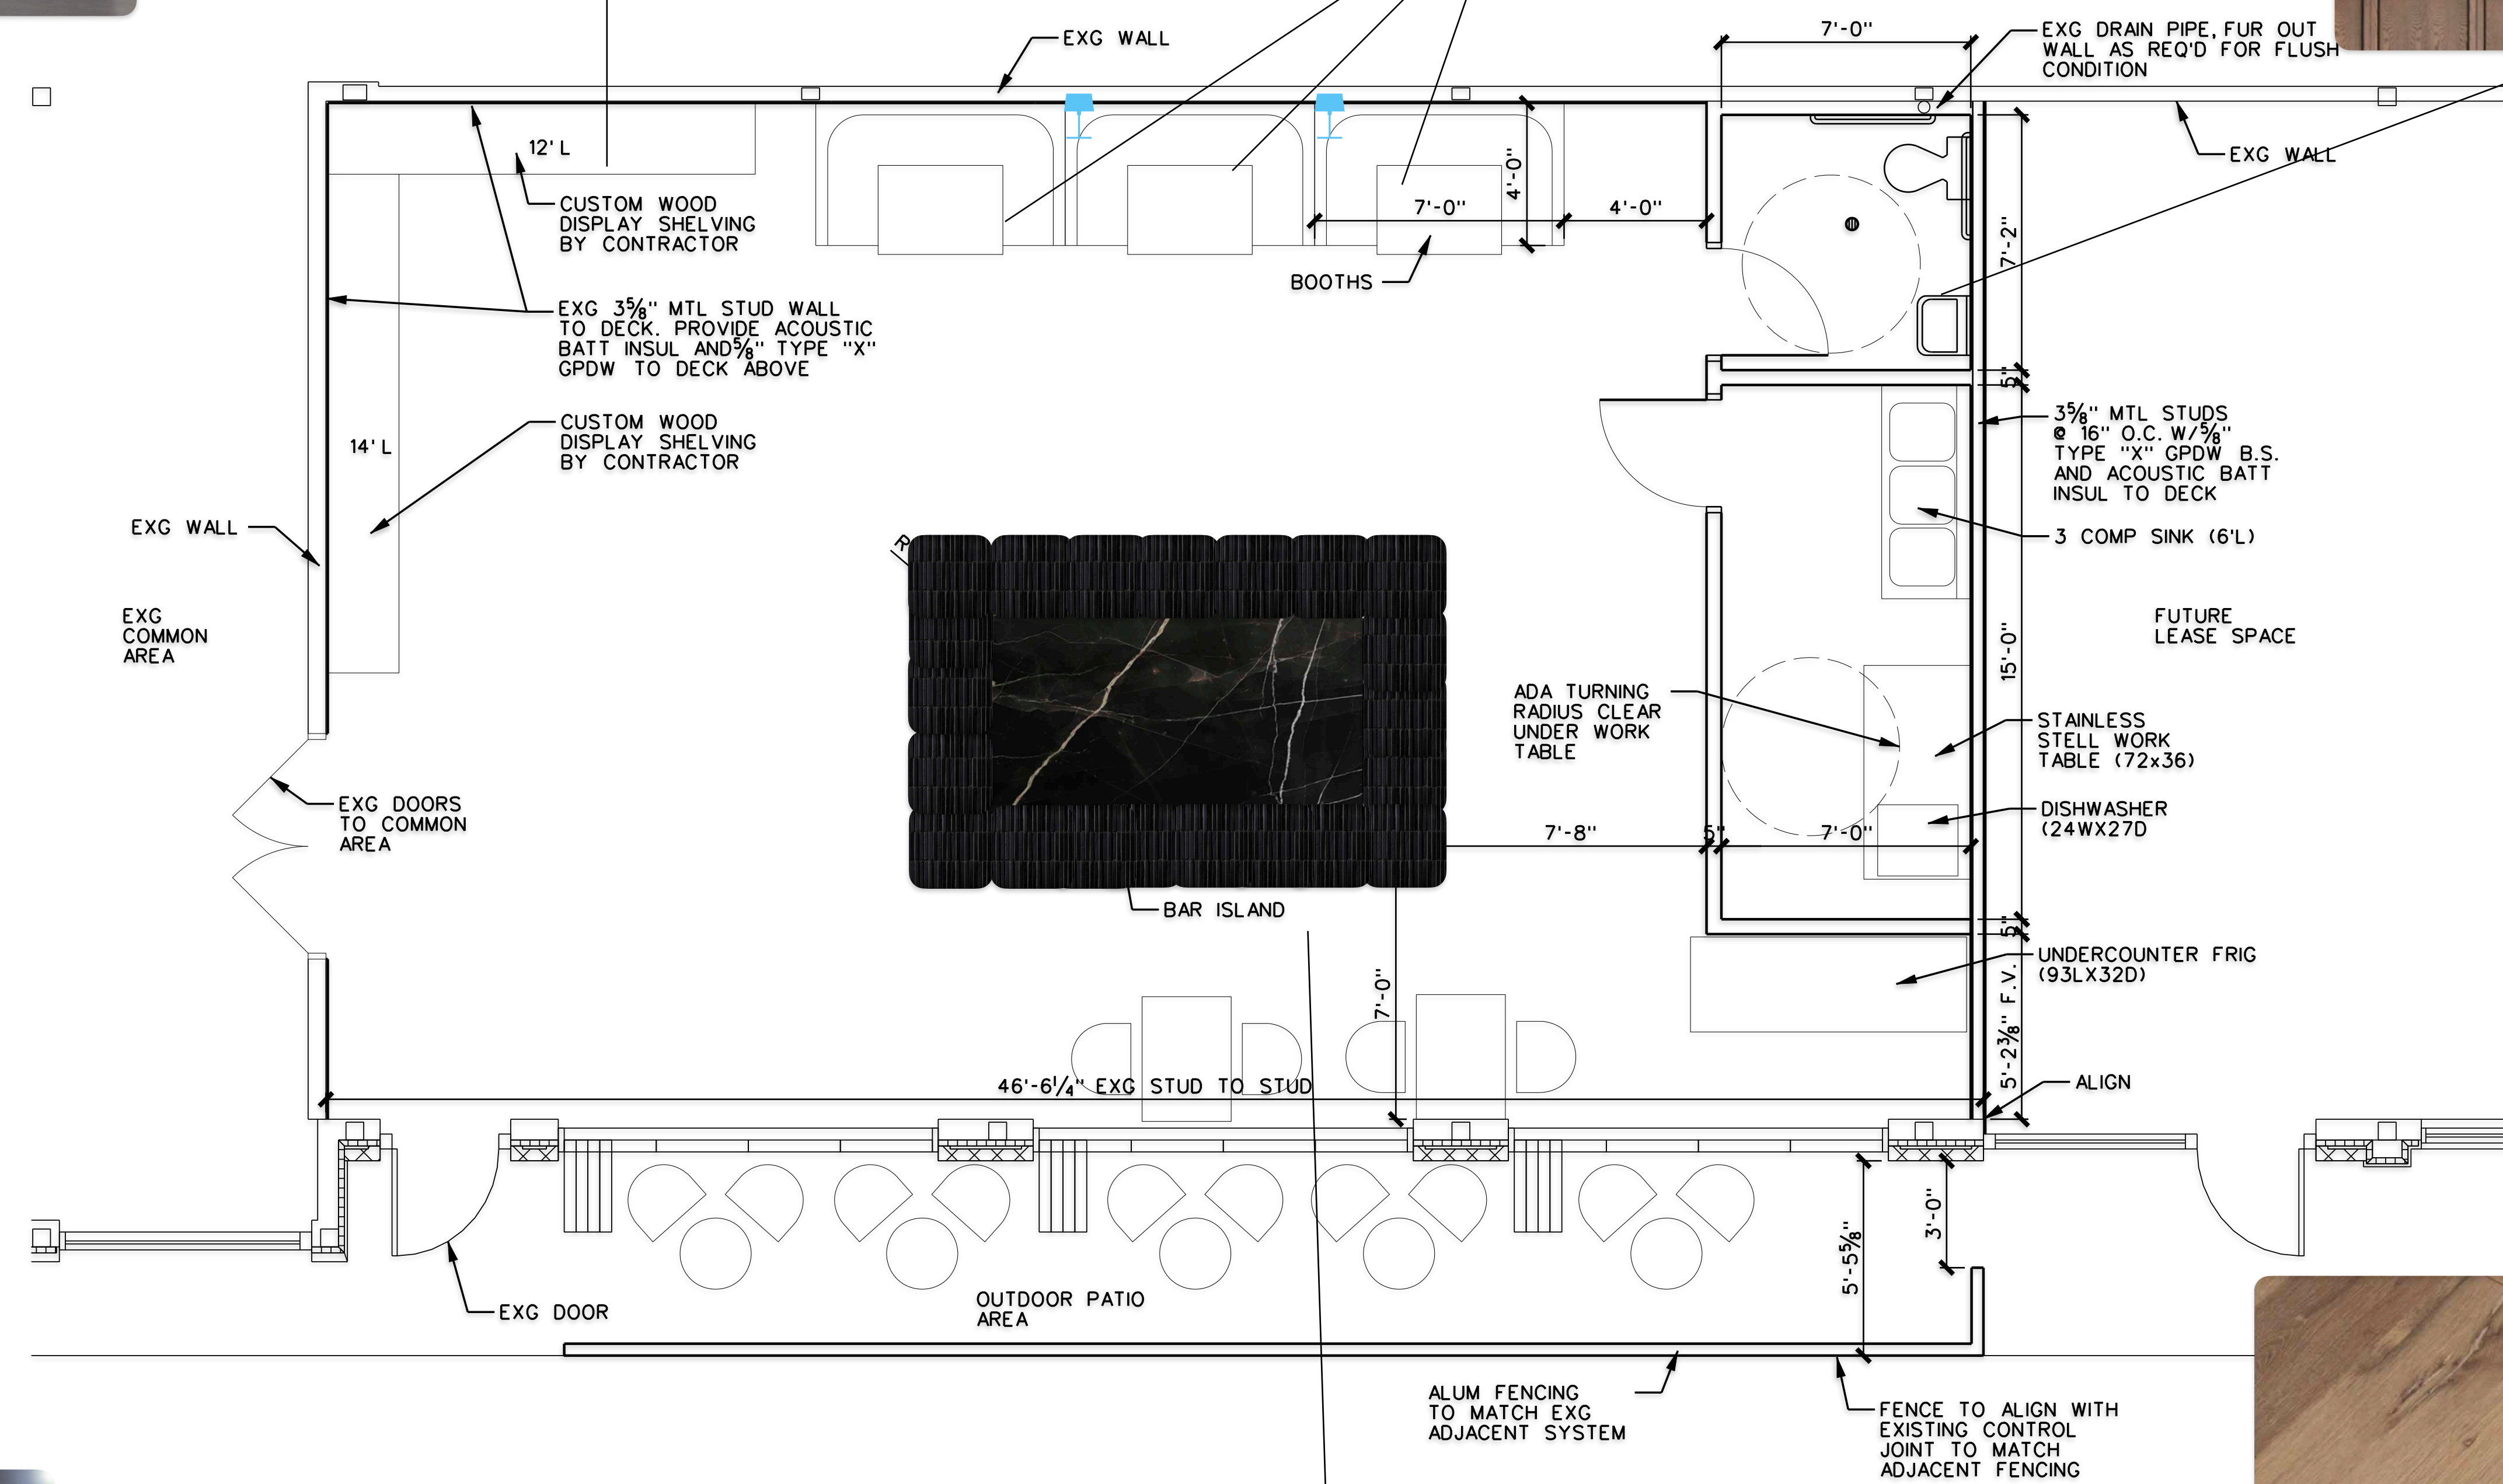 EXG WALL
7'-0"
EXG DRAIN PIPE, FUR OUT
WALL AS REQ'D FOR FLUSH
CONDITION
EXG WALL
12' L
CUSTOM WOOD
DISPLAY SHELVING
BY CONTRACTOR
4'-0"
7'-0"
4'-0"
BOOTHS
7'-2"
EXG 3⅝" MTL STUD WALL
TO DECK. PROVIDE ACOUSTIC
BATT INSUL AND⅝" TYPE "X"
GPDW TO DECK ABOVE
5"
CUSTOM WOOD
DISPLAY SHELVING
BY CONTRACTOR
14' L
3⅝" MTL STUDS
@ 16" O.C. W/⅝"
TYPE "X" GPDW B.S.
AND ACOUSTIC BATT
INSUL TO DECK
EXG WALL
R
3 COMP SINK (6'L)
EXG
COMMON
AREA
FUTURE
LEASE SPACE
15'-0"
ADA TURNING
RADIUS CLEAR
UNDER WORK
TABLE
STAINLESS
STELL WORK
TABLE (72x36)
EXG DOORS
TO COMMON
AREA
DISHWASHER
(24WX27D
7'-8"
5"
7'-0"
BAR ISLAND
5"
UNDERCOUNTER FRIG
(93LX32D)
7'-0"
5'-2⅜" F.V.
46'-6¼" EXG STUD TO STUD
ALIGN
3'-0"
5'-5⅝"
EXG DOOR
OUTDOOR PATIO
AREA
ALUM FENCING
TO MATCH EXG
ADJACENT SYSTEM
FENCE TO ALIGN WITH
EXISTING CONTROL
JOINT TO MATCH
ADJACENT FENCING